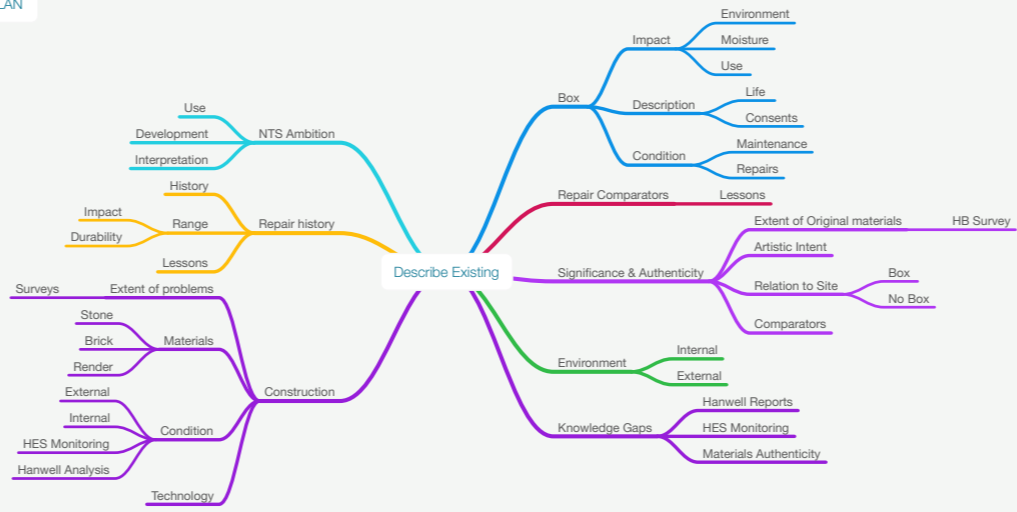 LAN
Describe Existing
NTS Ambition
Use
Development
Interpretation
Repair history
History
Range
Impact
Durability
Lessons
Construction
Extent of problems
Surveys
Materials
Stone
Brick
Render
Condition
External
Internal
HES Monitoring
Hanwell Analysis
Technology
Box
Impact
Environment
Moisture
Use
Description
Life
Consents
Condition
Maintenance
Repairs
Repair Comparators
Lessons
Significance & Authenticity
Extent of Original materials
HB Survey
Artistic Intent
Relation to Site
Box
No Box
Comparators
Environment
Internal
External
Knowledge Gaps
Hanwell Reports
HES Monitoring
Materials Authenticity